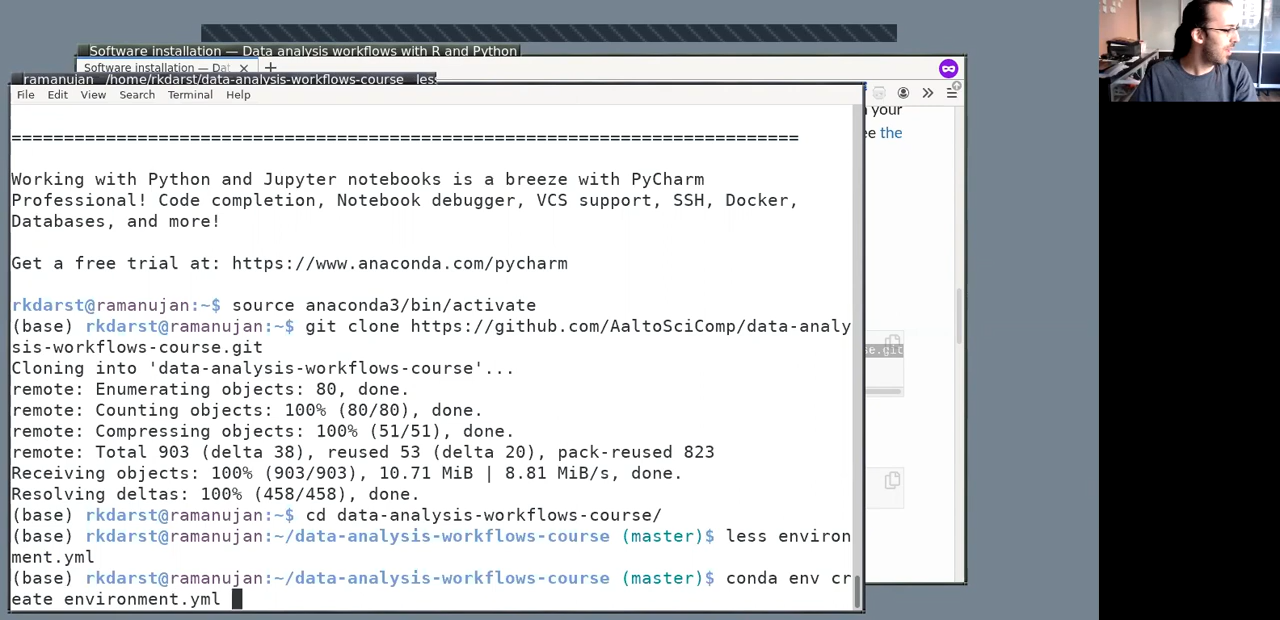 Software installation — Data analysis workflows with R and Python
Software installation — Dat
ramanujan /home/rkdarst/data-analysis-workflows-course les
File Edit View Search Terminal Help
your
ee the
================================================================================
Working with Python and Jupyter notebooks is a breeze with PyCharm
Professional! Code completion, Notebook debugger, VCS support, SSH, Docker,
Databases, and more!
Get a free trial at: https://www.anaconda.com/pycharm
rkdarst@ramanujan:~$ source anaconda3/bin/activate
(base) rkdarst@ramanujan:~$ git clone https://github.com/AaltoSciComp/data-analy
sis-workflows-course.git
se.git
Cloning into 'data-analysis-workflows-course'...
remote: Enumerating objects: 80, done.
remote: Counting objects: 100% (80/80), done.
remote: Compressing objects: 100% (51/51), done.
remote: Total 903 (delta 38), reused 53 (delta 20), pack-reused 823
Receiving objects: 100% (903/903), 10.71 MiB | 8.81 MiB/s, done.
Resolving deltas: 100% (458/458), done.
(base) rkdarst@ramanujan:~$ cd data-analysis-workflows-course/
(base) rkdarst@ramanujan:~/data-analysis-workflows-course (master)$ less environ
ment.yml
(base) rkdarst@ramanujan:~/data-analysis-workflows-course (master)$ conda env cr
eate environment.yml